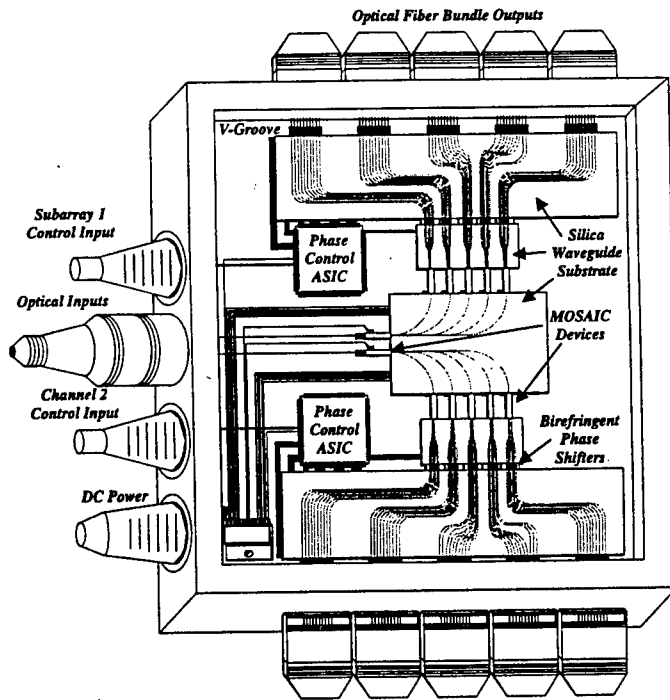 Optical Fiber Bundle Outputs
V-Groove
Subarray 1
Control Input
Phase
Control
ASIC
Silica
Waveguide
Substrate
Optical Inputs
MOSAIC
Devices
Channel 2
Control Input
Phase
Control
ASIC
Birefringent
Phase
Shifters
DC Power